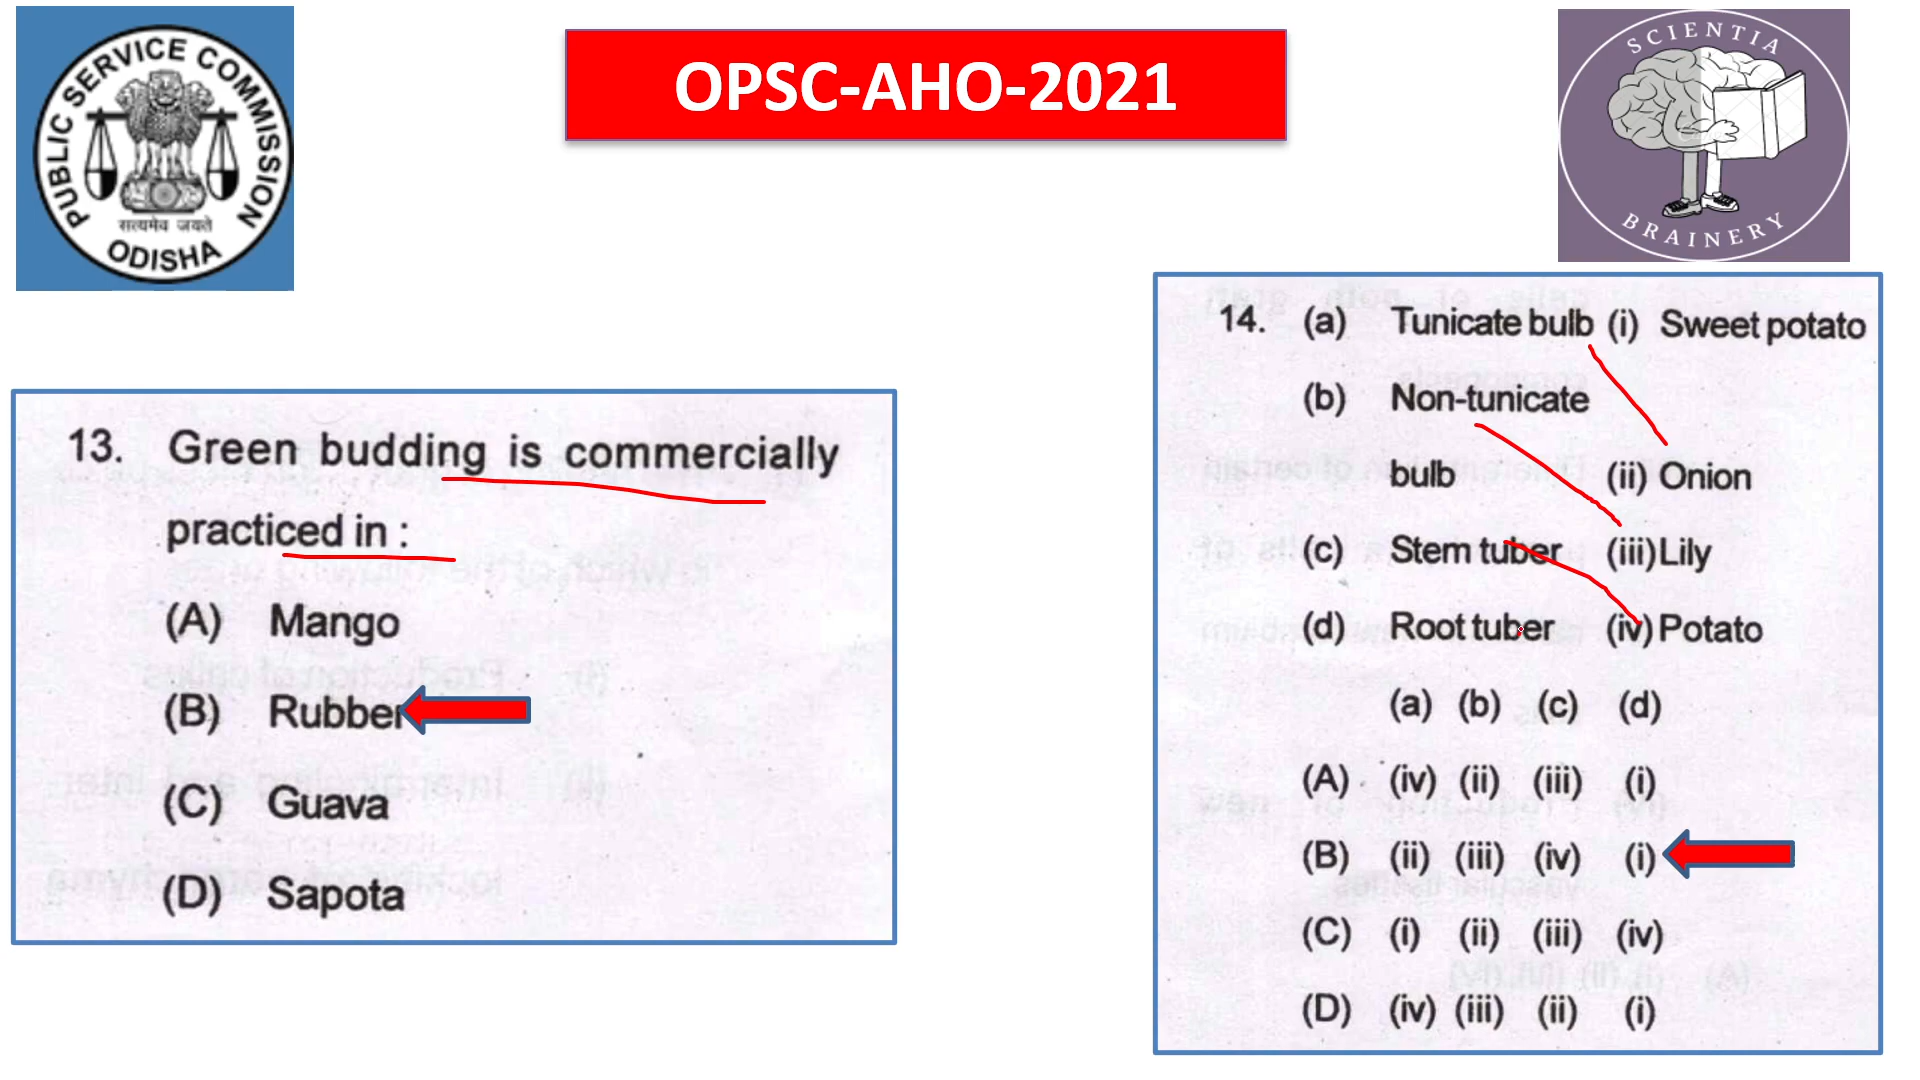 PUBLIC SERVICE COMMISSION
सत्यमेव जयते
ODISHA
OPSC-AHO-2021
SCIENTIA
BRAINERY
13. Green budding is commercially
practiced in :
(A) Mango
(B) Rubber
(C) Guava
(D) Sapota
14. (a) Tunicate bulb (i) Sweet potato
(b) Non-tunicate
bulb (ii) Onion
(c) Stem tuber (iii) Lily
(d) Root tuber (iv) Potato
(a) (b) (c) (d)
(A) (iv) (ii) (iii) (i)
(B) (ii) (iii) (iv) (i)
(C) (i) (ii) (iii) (iv)
(D) (iv) (iii) (ii) (i)